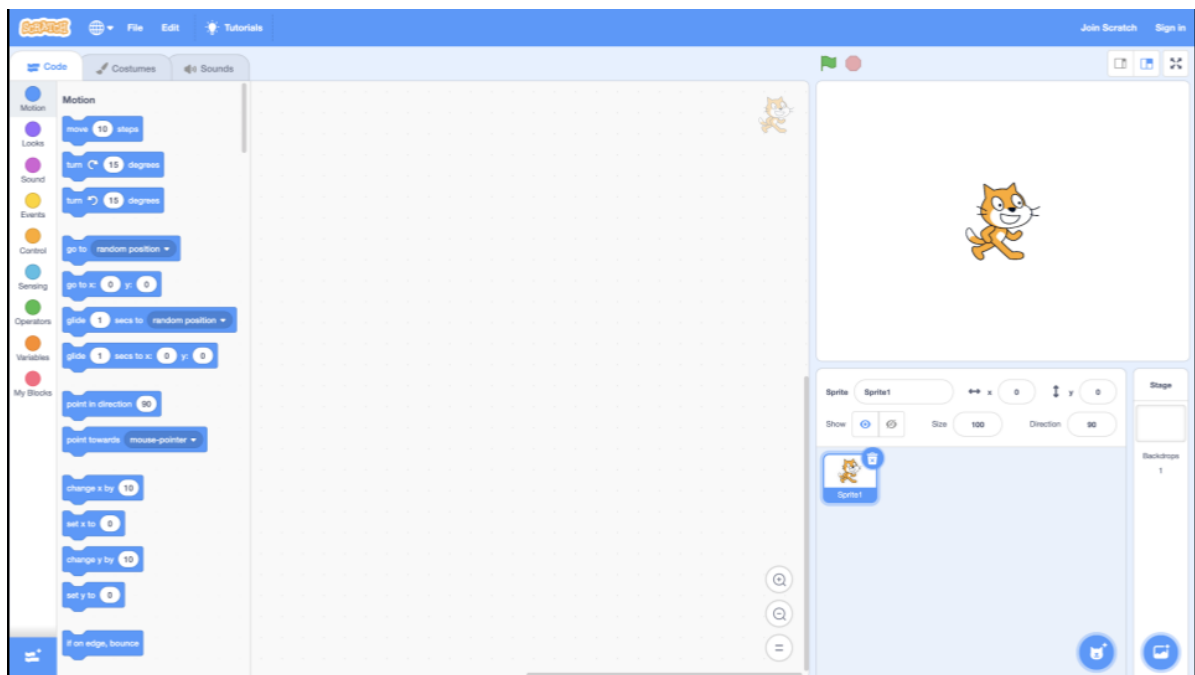 SCRATCH File Edit Tutorials Join Scratch Sign in
Code Costumes Sounds
Motion
Looks
Sound
Events
Control
Sensing
Operators
Variables
My Blocks
Motion
move 10 steps
turn 15 degrees
turn 15 degrees
go to random position
go to x: 0 y: 0
glide 1 secs to random position
glide 1 secs to x: 0 y: 0
point in direction 90
point towards mouse-pointer
change x by 10
set x to 0
change y by 10
set y to 0
if on edge, bounce
Sprite Sprite1 x 0 y 0
Show Size 100 Direction 90
Sprite1
Stage
Backdrops
1